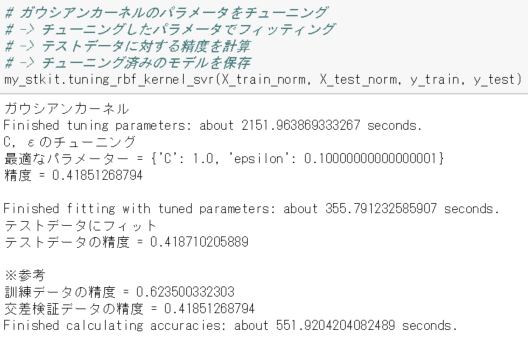 # ガウシアンカーネルのパラメータをチューニング
# -> チューニングしたパラメータでフィッティング
# -> テストデータに対する精度を計算
# -> チューニング済みのモデルを保存
my_stkit.tuning_rbf_kernel_svr(X_train_norm, X_test_norm, y_train, y_test)
ガウシアンカーネル
Finished tuning parameters: about 2151.963869333267 seconds.
C, εのチューニング
最適なパラメーター = {'C': 1.0, 'epsilon': 0.10000000000000001}
精度 = 0.41851268794
Finished fitting with tuned parameters: about 355.791232585907 seconds.
テストデータにフィット
テストデータの精度 = 0.418710205889
※参考
訓練データの精度 = 0.623500332303
交差検証データの精度 = 0.41851268794
Finished calculating accuracies: about 551.9204204082489 seconds.